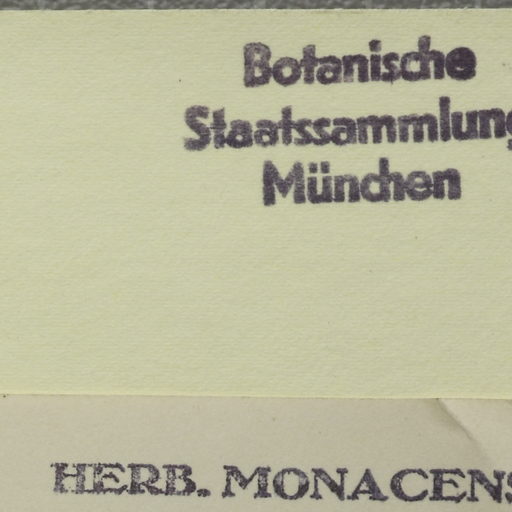 Botanische
Staatssammlung
München
HERB. MONACENS